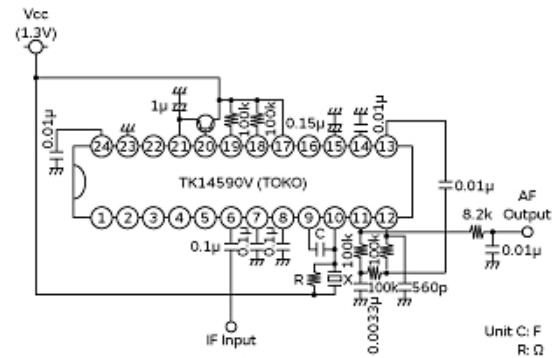 Vcc
(1.3V)
1μ
100k
100k
0.15μ
0.01μ
0.01μ
24 23 22 21 20 19 18 17 16 15 14 13
TK14590V (TOKO)
0.01μ
AF
Output
8.2k
1 2 3 4 5 6 7 8 9 10 11 12
0.1μ
0.1μ
C
100k
100k
0.01μ
R
X
100k
560p
0.0033μ
IF Input
Unit C: F
R: Ω